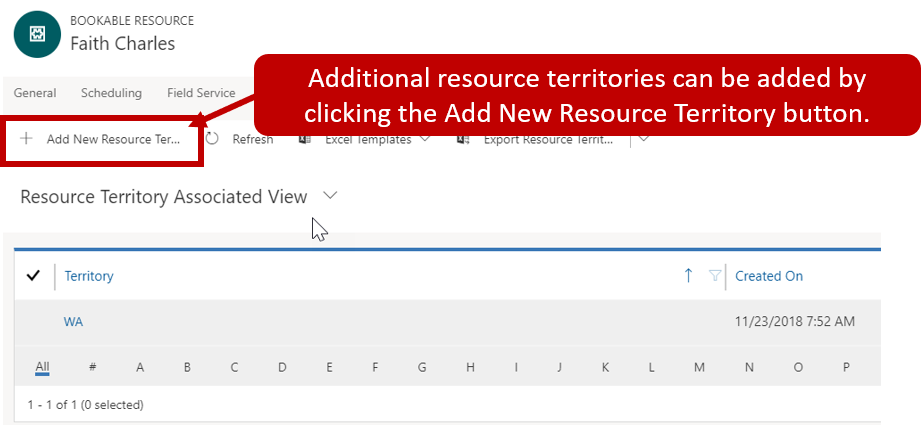 BOOKABLE RESOURCE
Faith Charles
Additional resource territories can be added by
clicking the Add New Resource Territory button.
General Scheduling Field Service
Add New Resource Ter... Refresh Excel Templates Export Resource Territ...
Resource Territory Associated View
Territory Created On
WA 11/23/2018 7:52 AM
All # A B C D E F G H I J K L M N O P
1 - 1 of 1 (0 selected)